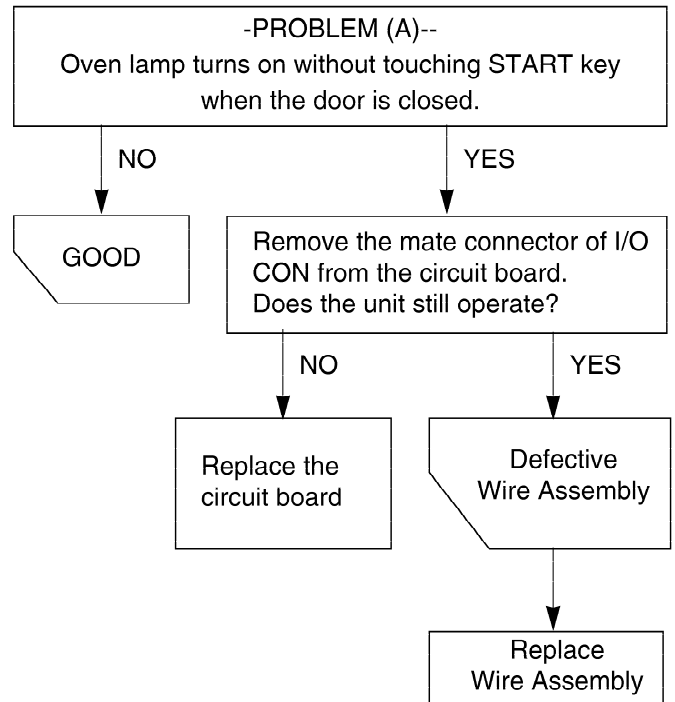 -PROBLEM (A)--
Oven lamp turns on without touching START key
when the door is closed.
NO
YES
GOOD
Remove the mate connector of I/O
CON from the circuit board.
Does the unit still operate?
NO
YES
Replace the
circuit board
Defective
Wire Assembly
Replace
Wire Assembly